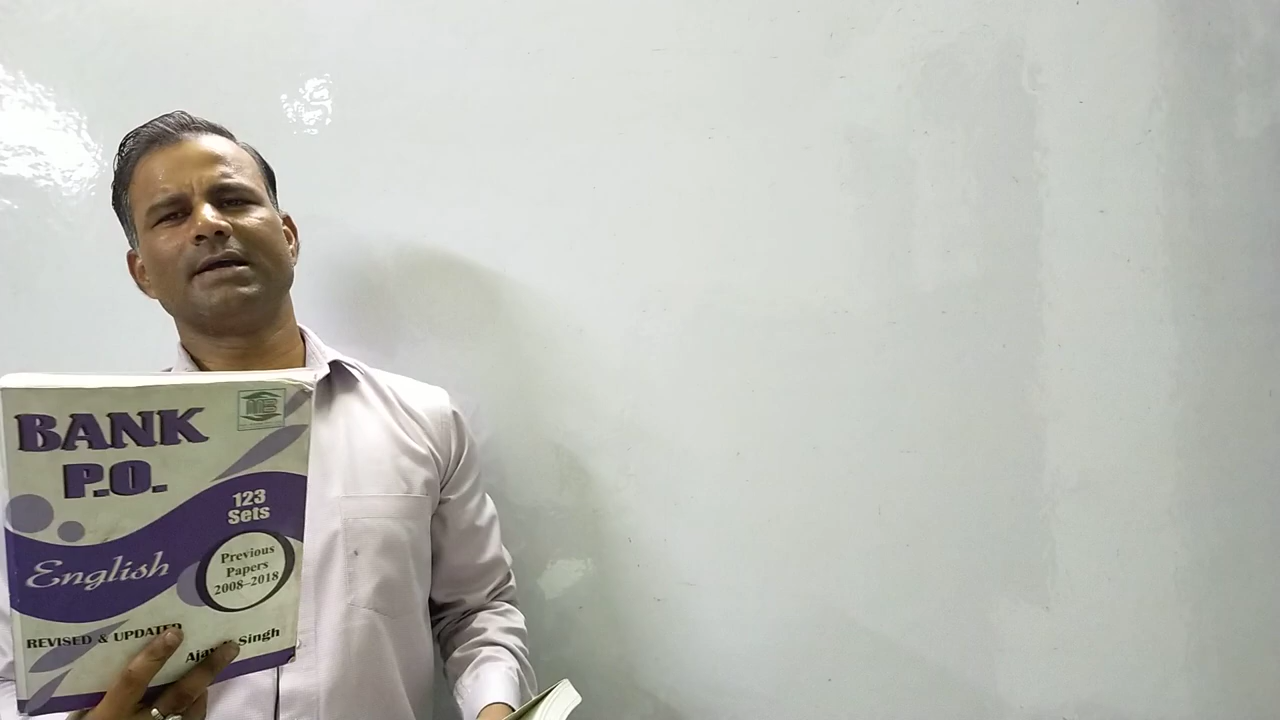 BANK
P.O.
123
Sets
English
Previous
Papers
2008–2018
REVISED & UPDATED
Singh